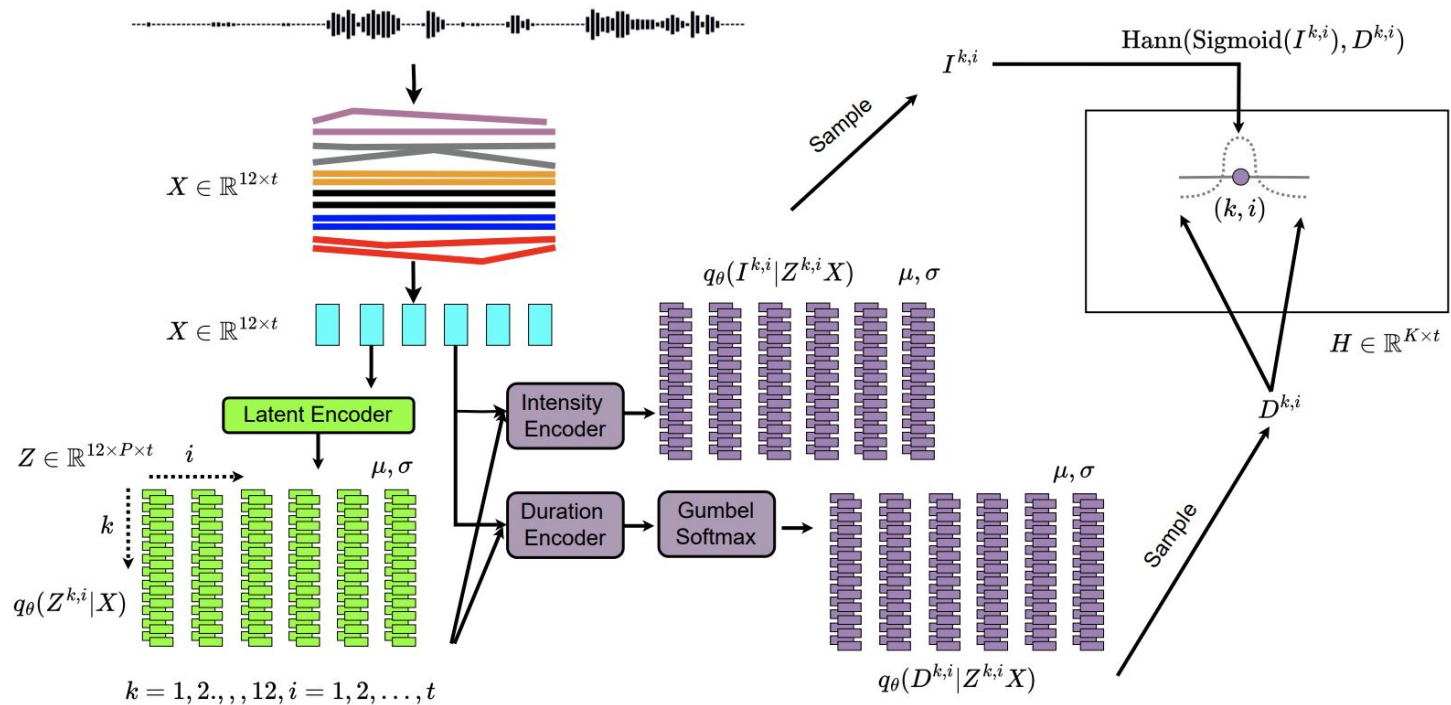 Hann(Sigmoid(I^{k,i}), D^{k,i})
I^{k,i}
Sample
X ∈ ℝ^{12×t}
(k, i)
q_θ(I^{k,i}|Z^{k,i}X)
μ, σ
X ∈ ℝ^{12×t}
H ∈ ℝ^{K×t}
Latent Encoder
Intensity
Encoder
D^{k,i}
Z ∈ ℝ^{12×P×t}
i
μ, σ
μ, σ
k
Duration
Encoder
Gumbel
Softmax
Sample
q_θ(Z^{k,i}|X)
q_θ(D^{k,i}|Z^{k,i}X)
k = 1, 2., , , 12, i = 1, 2, . . . , t